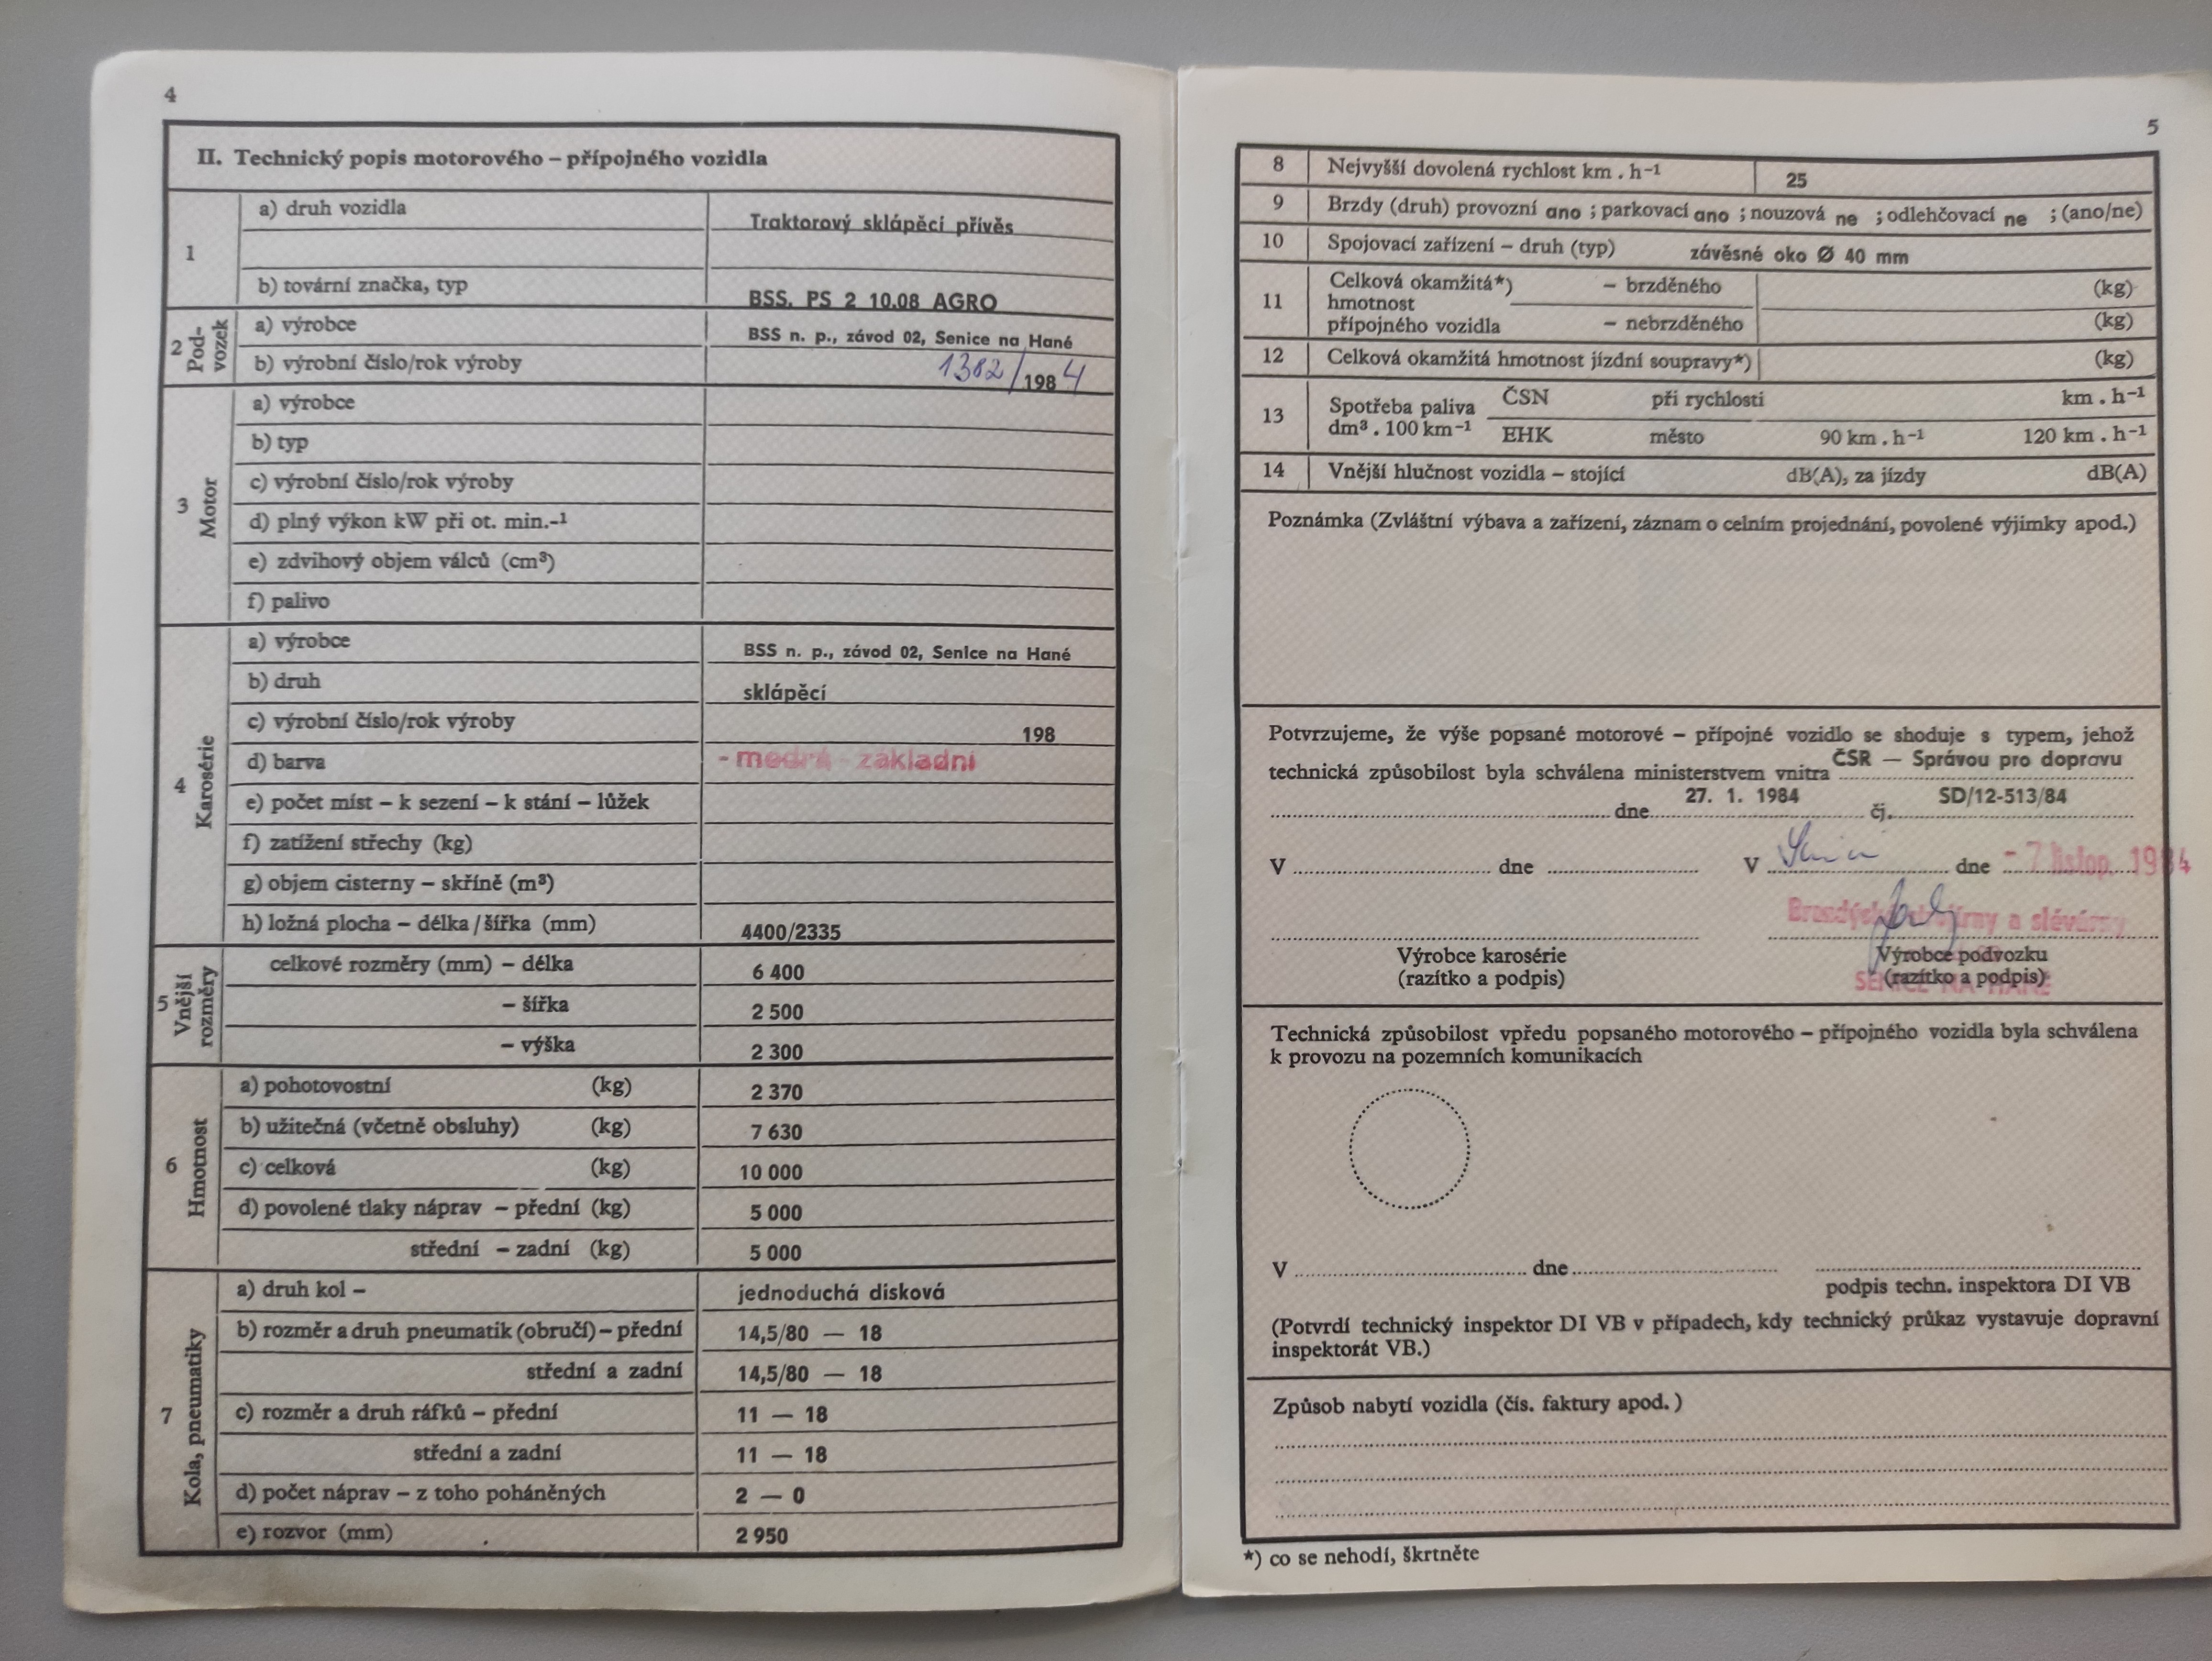 4
II. Technický popis motorového – přípojného vozidla
1
a) druh vozidla
Traktorový sklápěcí přívěs
b) tovární značka, typ
BSS. PS 2 10.08 AGRO
2 Pod-
vozek
a) výrobce
BSS n. p., závod 02, Senice na Hané
b) výrobní číslo/rok výroby
1382/1984
3 Motor
a) výrobce
b) typ
c) výrobní číslo/rok výroby
d) plný výkon kW při ot. min.-¹
e) zdvihový objem válců (cm³)
f) palivo
4 Karosérie
a) výrobce
BSS n. p., závod 02, Senice na Hané
b) druh
sklápěcí
c) výrobní číslo/rok výroby
198
d) barva
- modrá - základní
e) počet míst – k sezení – k stání – lůžek
f) zatížení střechy (kg)
g) objem cisterny – skříně (m³)
h) ložná plocha – délka/šířka (mm)
4400/2335
5 Vnější
rozměry
celkové rozměry (mm) – délka
6 400
– šířka
2 500
– výška
2 300
6 Hmotnost
a) pohotovostní (kg)
2 370
b) užitečná (včetně obsluhy) (kg)
7 630
c) celková (kg)
10 000
d) povolené tlaky náprav – přední (kg)
5 000
střední – zadní (kg)
5 000
7 Kola, pneumatiky
a) druh kol –
jednoduchá disková
b) rozměr a druh pneumatik (obručí) – přední
14,5/80 — 18
střední a zadní
14,5/80 — 18
c) rozměr a druh ráfků – přední
11 — 18
střední a zadní
11 — 18
d) počet náprav – z toho poháněných
2 — 0
e) rozvor (mm)
2 950
5
8 Nejvyšší dovolená rychlost km . h⁻¹ 25
9 Brzdy (druh) provozní ano ; parkovací ano ; nouzová ne ; odlehčovací ne ; (ano/ne)
10 Spojovací zařízení – druh (typ) závěsné oko Ø 40 mm
11
Celková okamžitá*) – brzděného (kg)
hmotnost
přípojného vozidla – nebrzděného (kg)
12 Celková okamžitá hmotnost jízdní soupravy*) (kg)
13
Spotřeba paliva ČSN při rychlosti km . h⁻¹
dm³ . 100 km⁻¹ EHK město 90 km . h⁻¹ 120 km . h⁻¹
14 Vnější hlučnost vozidla – stojící dB(A), za jízdy dB(A)
Poznámka (Zvláštní výbava a zařízení, záznam o celním projednání, povolené výjimky apod.)
Potvrzujeme, že výše popsané motorové – přípojné vozidlo se shoduje s typem, jehož
technická způsobilost byla schválena ministerstvem vnitra ČSR — Správou pro dopravu
dne 27. 1. 1984 čj. SD/12-513/84
V dne V dne - 7. listop. 1984
Výrobce karosérie
(razítko a podpis)
a slévárny
Výrobce podvozku
(razítko a podpis)
SENICE NA HANÉ
Technická způsobilost vpředu popsaného motorového – přípojného vozidla byla schválena
k provozu na pozemních komunikacích
V dne
podpis techn. inspektora DI VB
(Potvrdí technický inspektor DI VB v případech, kdy technický průkaz vystavuje dopravní
inspektorát VB.)
Způsob nabytí vozidla (čís. faktury apod. )
*) co se nehodí, škrtněte